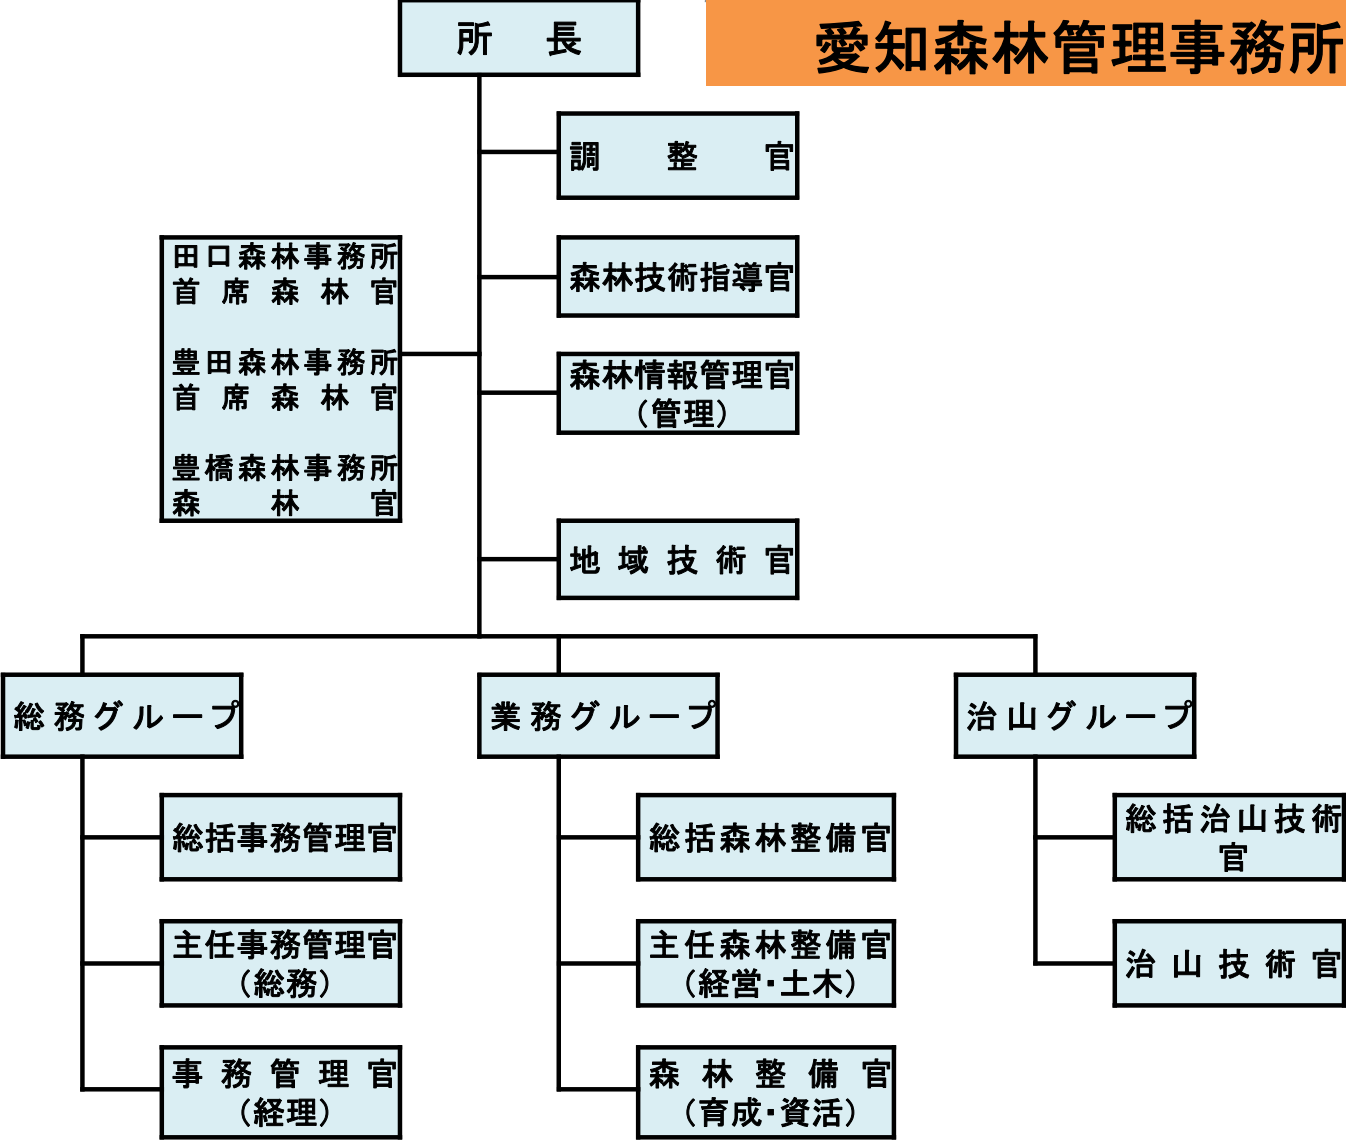 愛知森林管理事務所
所長
調整官
田口森林事務所
首席森林官
豊田森林事務所
首席森林官
豊橋森林事務所
森林官
森林技術指導官
森林情報管理官
（管理）
地域技術官
総務グループ
業務グループ
治山グループ
総括事務管理官
主任事務管理官
（総務）
事務管理官
（経理）
総括森林整備官
主任森林整備官
（経営・土木）
森林整備官
（育成・資活）
総括治山技術
官
治山技術官